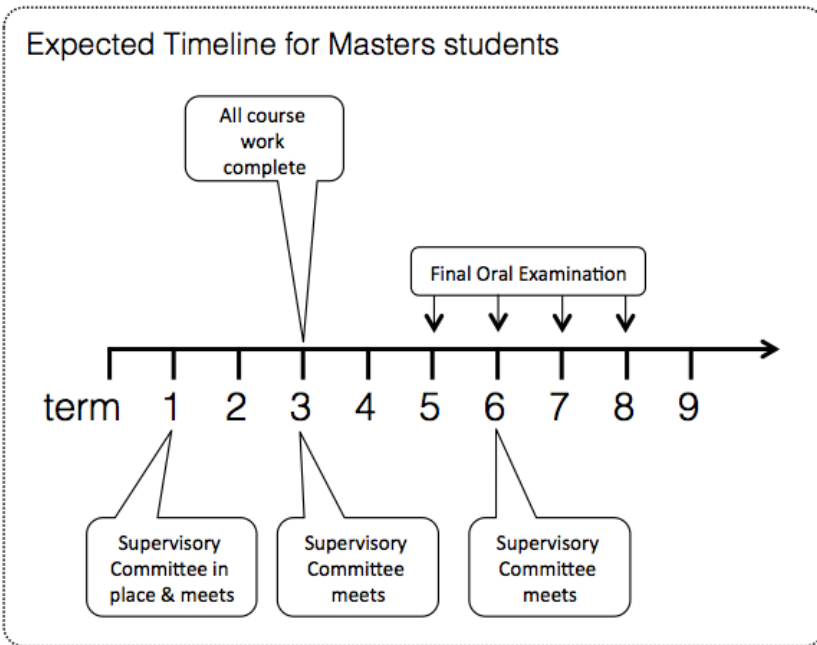 Expected Timeline for Masters students
All course
work
complete
Final Oral Examination
term 1 2 3 4 5 6 7 8 9
Supervisory
Committee in
place & meets
Supervisory
Committee
meets
Supervisory
Committee
meets